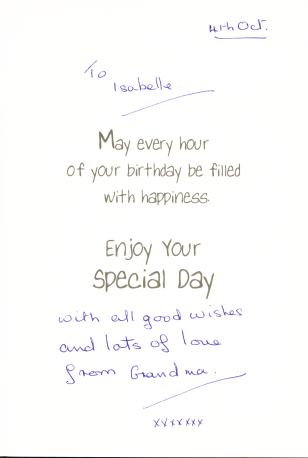 4th Oct.
To
Isabelle
May every hour
of your birthday be filled
with happiness.
Enjoy Your
Special Day
with all good wishes
and lots of love
from Grandma.
xxxxxxx